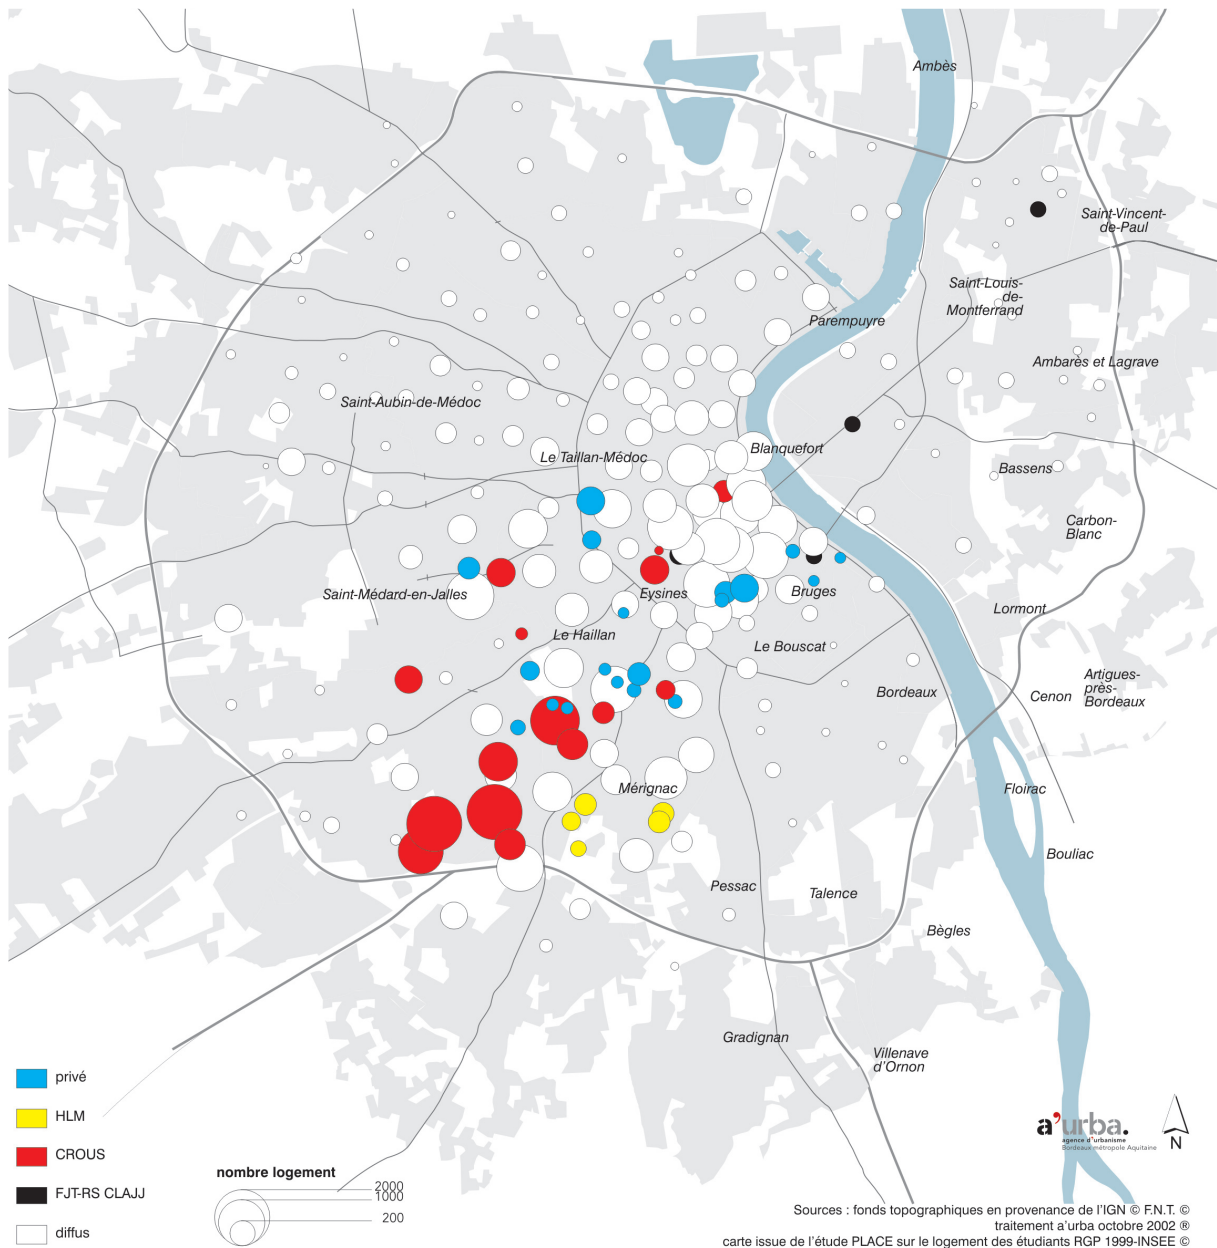 Ambès
Saint-Vincent-
de-Paul
Saint-Louis-
de-
Montferrand
Parempuyre
Ambarès et Lagrave
Saint-Aubin-de-Médoc
Le Taillan-Médoc
Blanquefort
Bassens
Carbon-
Blanc
Saint-Médard-en-Jalles
Eysines
Bruges
Lormont
Le Haillan
Le Bouscat
Bordeaux
Cenon
Artigues-
près-
Bordeaux
Mérignac
Floirac
Bouliac
Pessac
Talence
Bègles
Gradignan
Villenave
d'Ornon
privé
HLM
CROUS
FJT-RS CLAJJ
diffus
nombre logement
2000
1000
200
a'urba.
agence d'urbanisme
Bordeaux métropole Aquitaine
N
Sources : fonds topographiques en provenance de l'IGN © F.N.T. ©
traitement a'urba octobre 2002 ®
carte issue de l'étude PLACE sur le logement des étudiants RGP 1999-INSEE ©